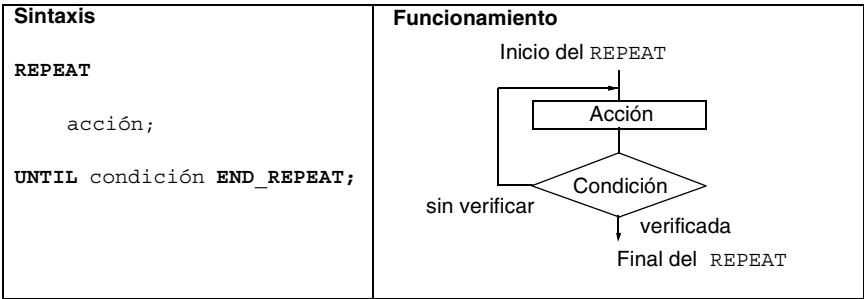 Sintaxis
REPEAT
acción;
UNTIL condición END_REPEAT;
Funcionamiento
Inicio del REPEAT
Acción
Condición
sin verificar
verificada
Final del REPEAT